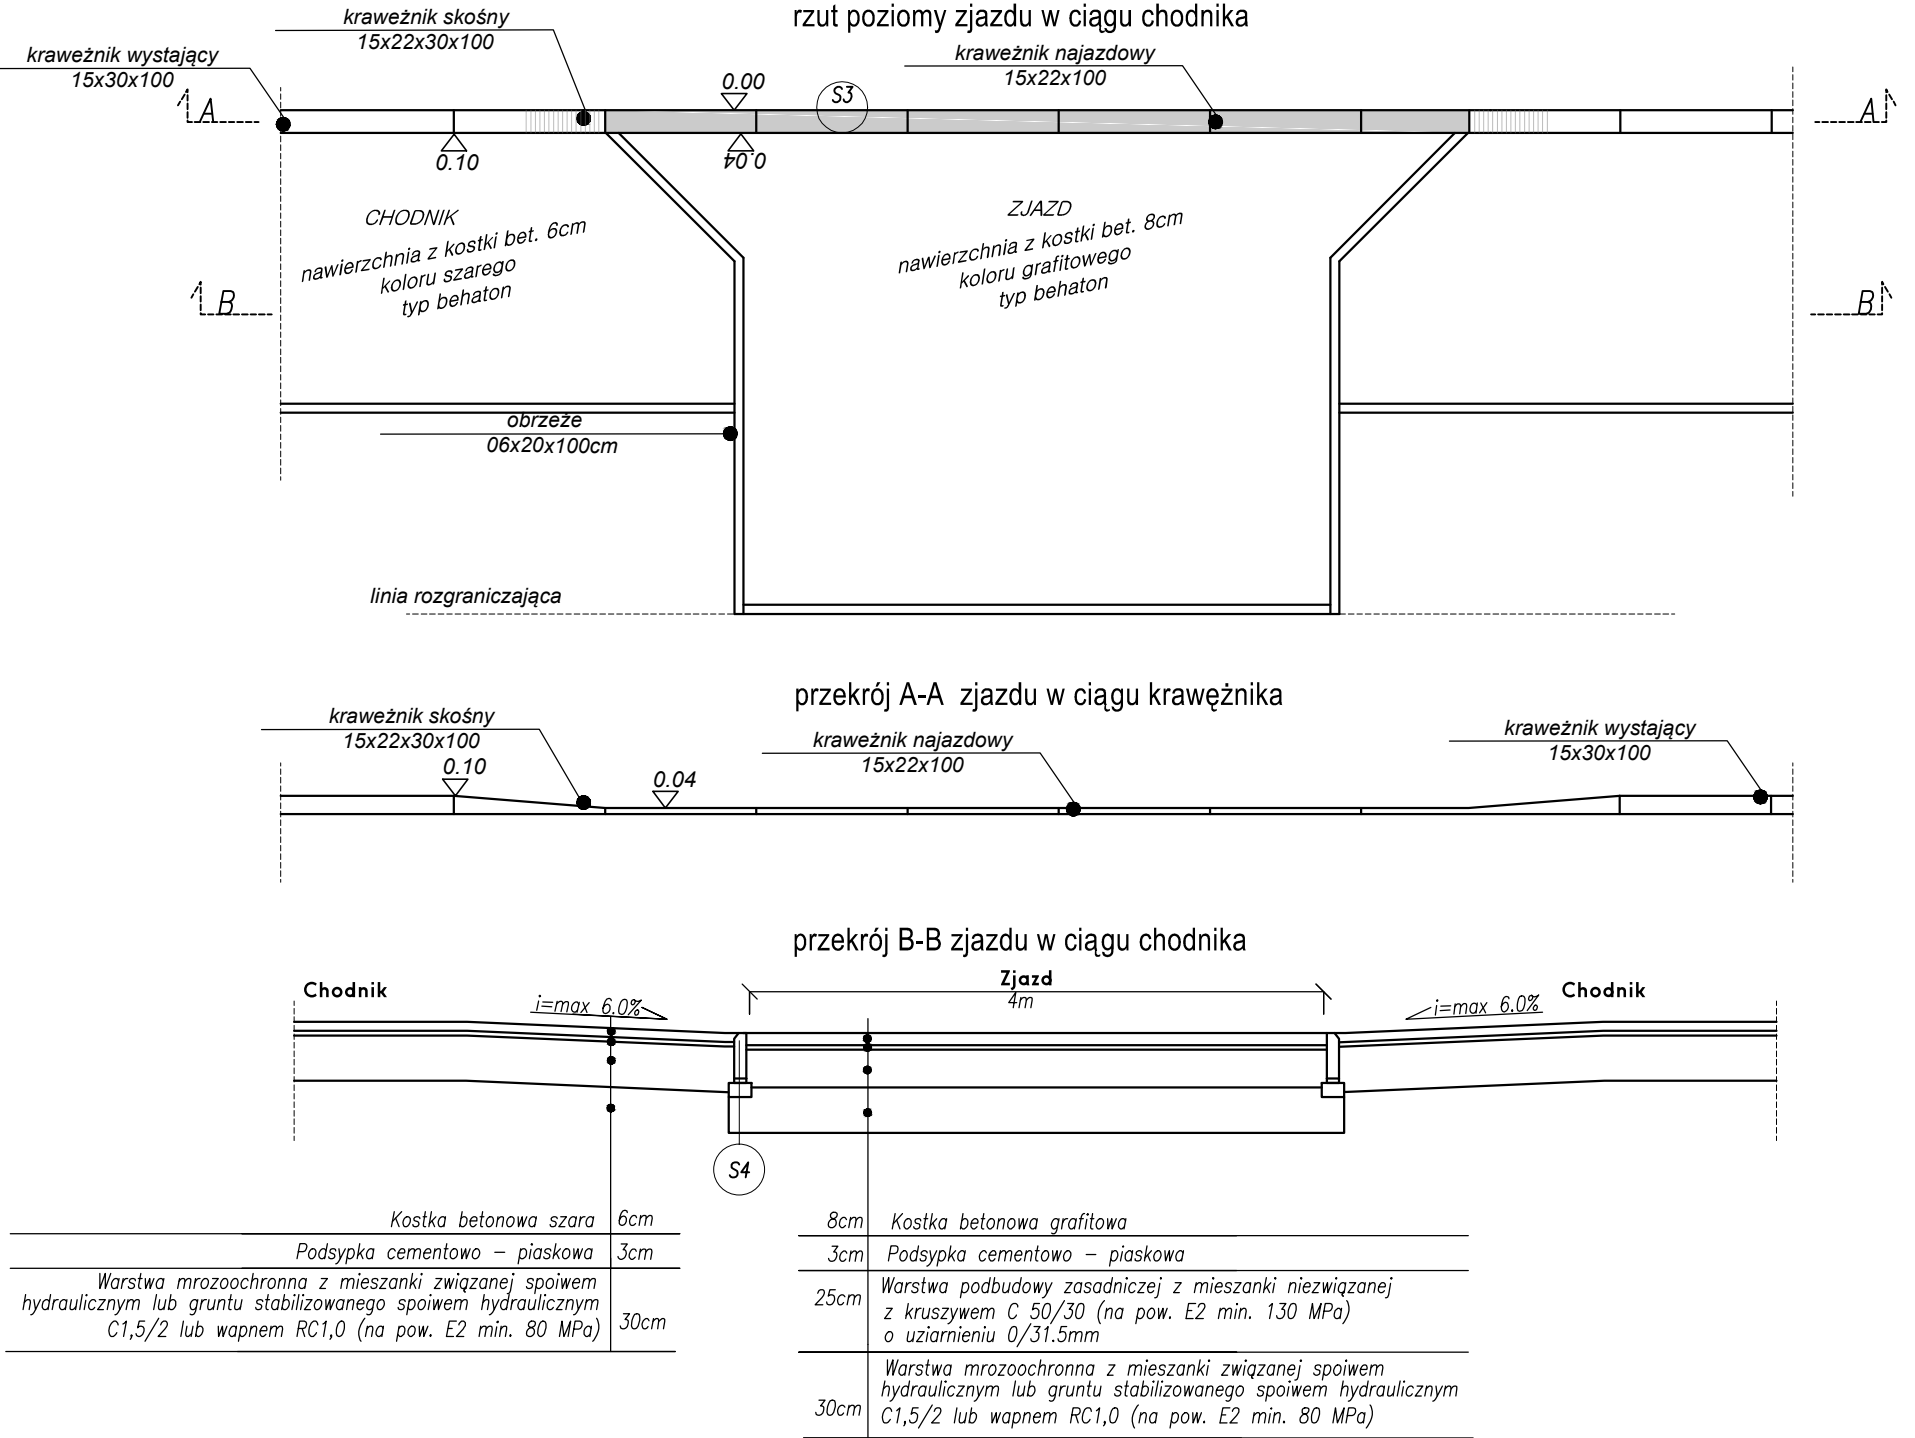 rzut poziomy zjazdu w ciągu chodnika
kraweżnik skośny
15x22x30x100
kraweżnik wystający
15x30x100
kraweżnik najazdowy
15x22x100
0.00
S3
A
A
0.10
0.04
CHODNIK
nawierzchnia z kostki bet. 6cm
koloru szarego
typ behaton
ZJAZD
nawierzchnia z kostki bet. 8cm
koloru grafitowego
typ behaton
B
B
obrzeże
06x20x100cm
linia rozgraniczająca
przekrój A-A zjazdu w ciągu krawężnika
kraweżnik skośny
15x22x30x100
kraweżnik najazdowy
15x22x100
kraweżnik wystający
15x30x100
0.10
0.04
przekrój B-B zjazdu w ciągu chodnika
Chodnik
i=max 6.0%
Zjazd
4m
i=max 6.0%
Chodnik
S4
Kostka betonowa szara 6cm
Podsypka cementowo – piaskowa 3cm
Warstwa mrozoochronna z mieszanki związanej spoiwem
hydraulicznym lub gruntu stabilizowanego spoiwem hydraulicznym
C1,5/2 lub wapnem RC1,0 (na pow. E2 min. 80 MPa) 30cm
8cm Kostka betonowa grafitowa
3cm Podsypka cementowo – piaskowa
25cm Warstwa podbudowy zasadniczej z mieszanki niezwiązanej
z kruszywem C 50/30 (na pow. E2 min. 130 MPa)
o uziarnieniu 0/31.5mm
Warstwa mrozoochronna z mieszanki związanej spoiwem
hydraulicznym lub gruntu stabilizowanego spoiwem hydraulicznym
30cm C1,5/2 lub wapnem RC1,0 (na pow. E2 min. 80 MPa)